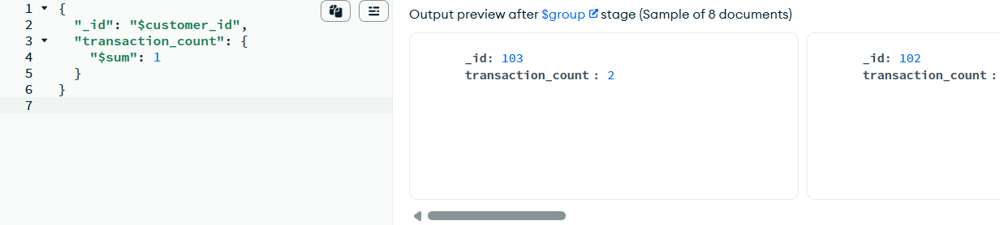 1 {
2 "_id": "$customer_id",
3 "transaction_count": {
4 "$sum": 1
5 }
6 }
7
Output preview after $group stage (Sample of 8 documents)
_id: 103
transaction_count : 2
_id: 102
transaction_count :